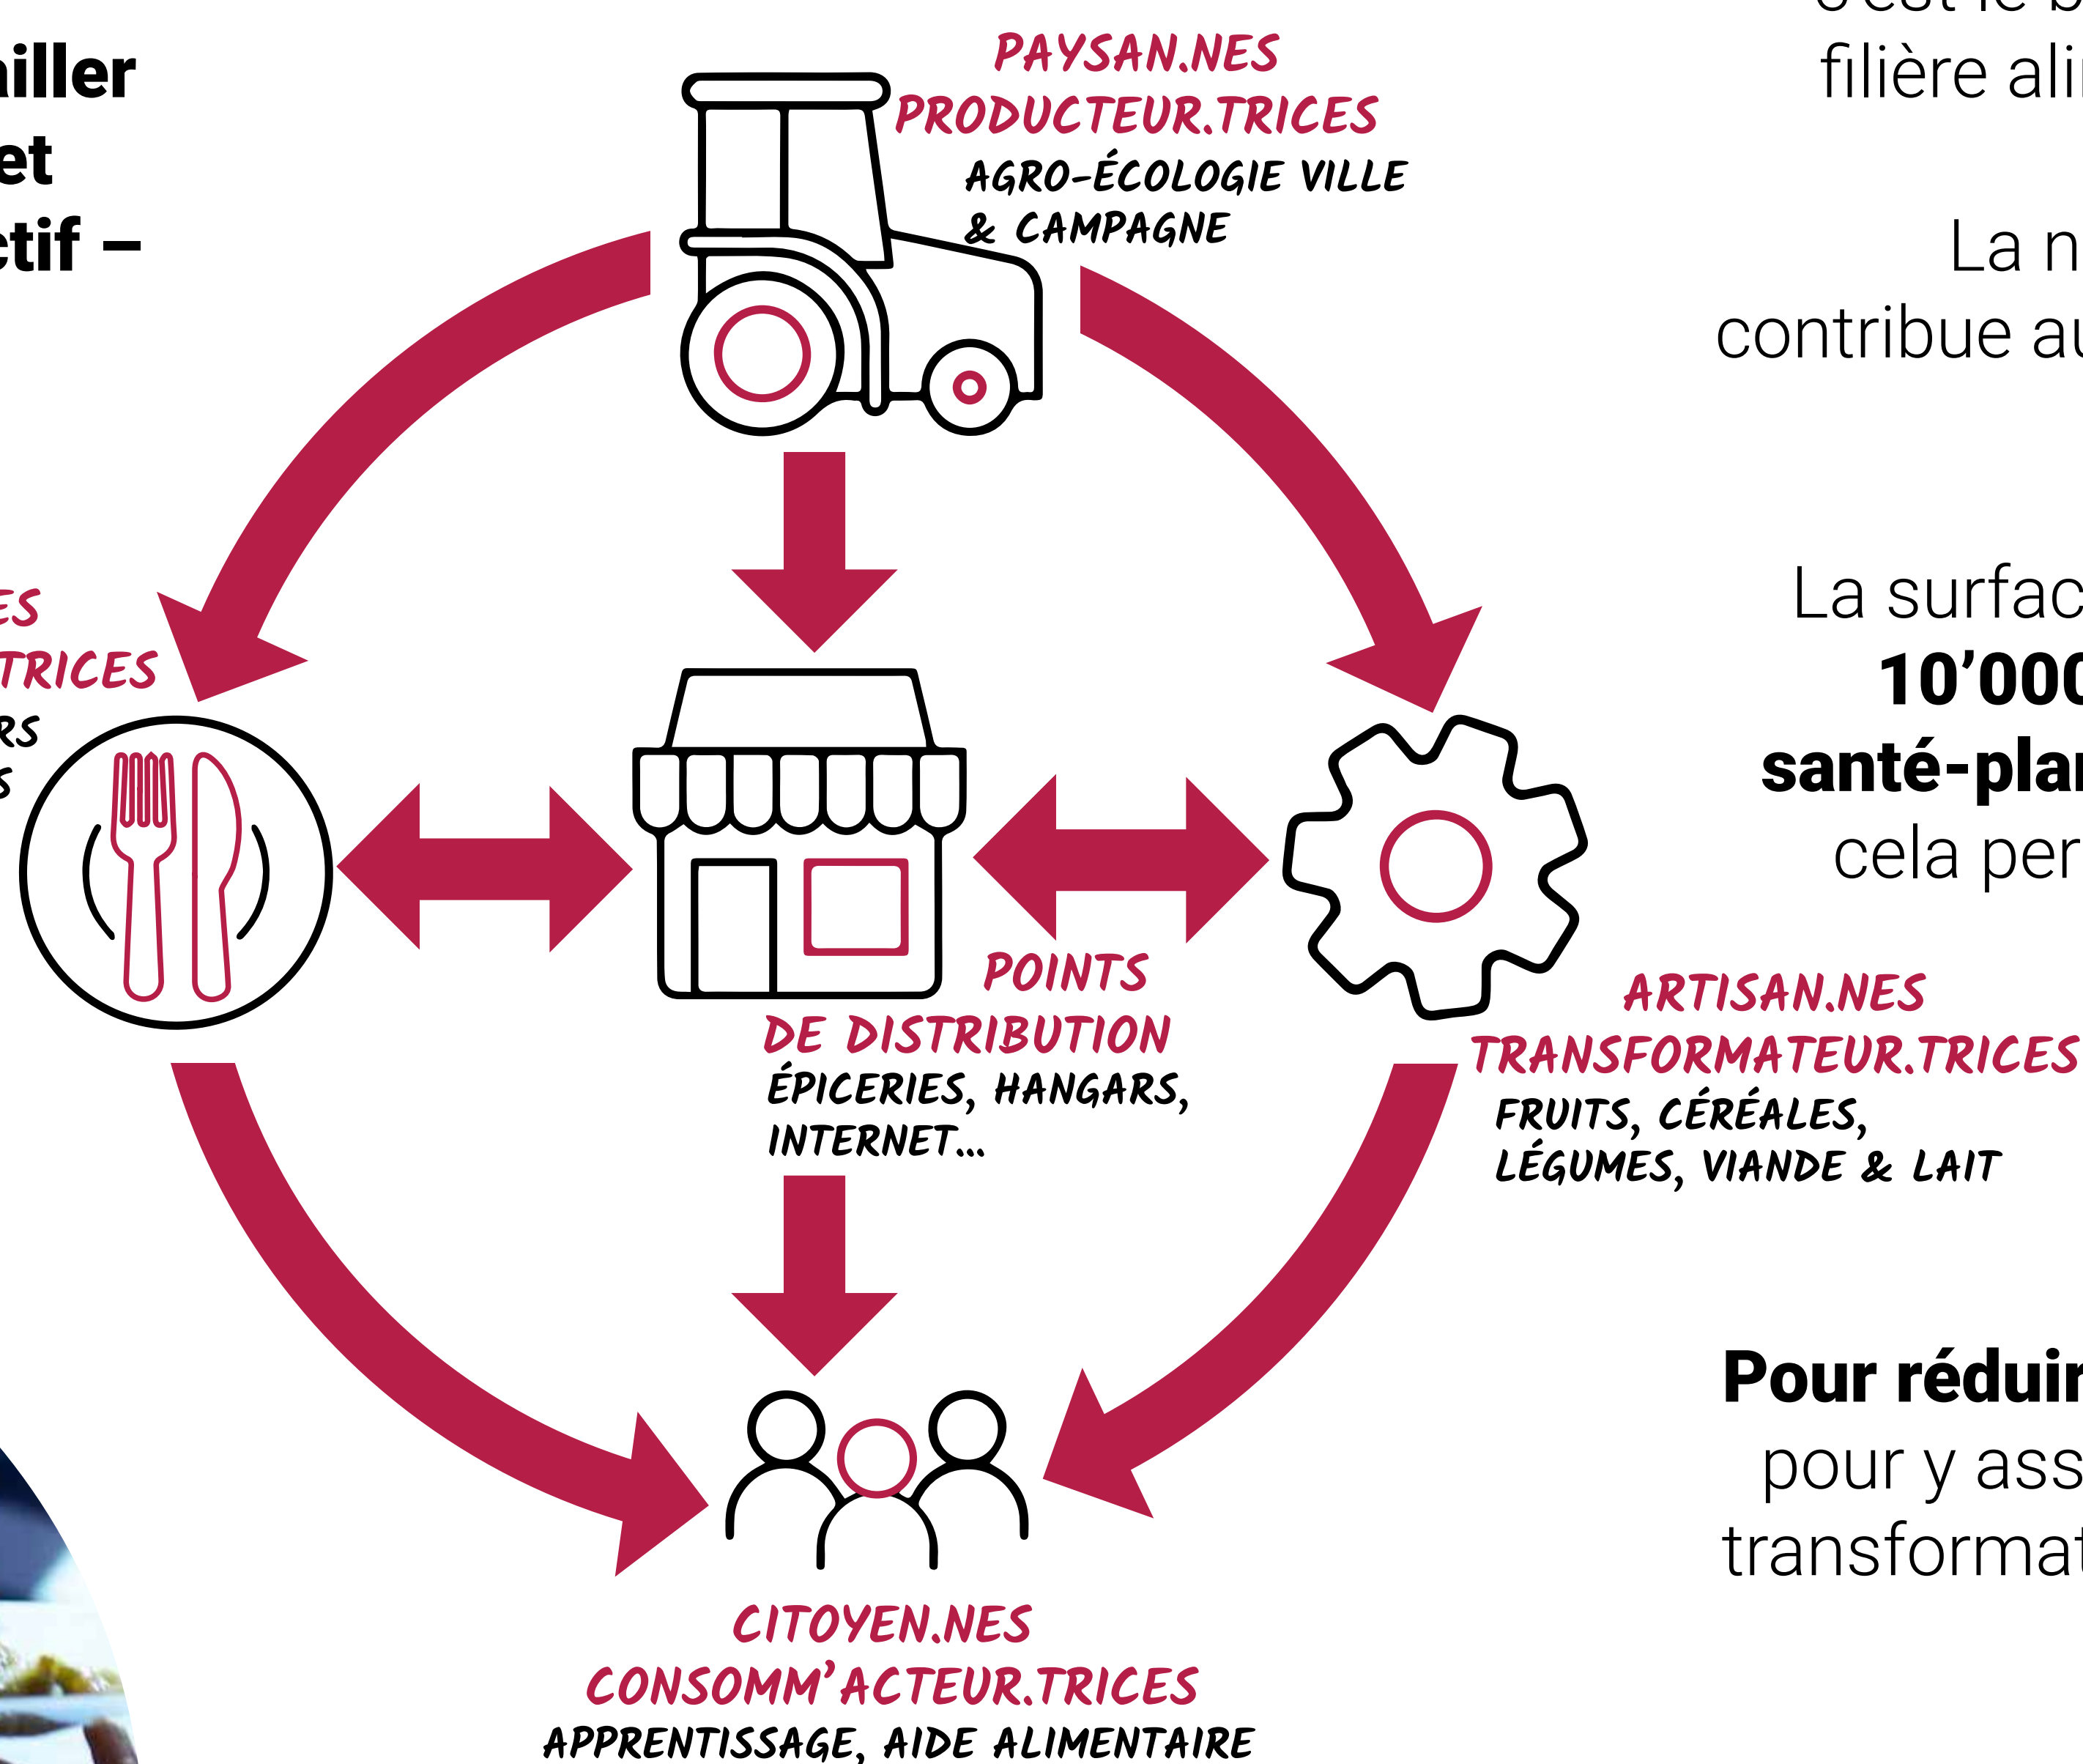 ailler
et
ctif –
PAYSAN.NES
PRODUCTEUR.TRICES
AGRO-ÉCOLOGIE VILLE
& CAMPAGNE
ES
TRICES
RS
S
POINTS
DE DISTRIBUTION
ÉPICERIES, HANGARS,
INTERNET...
ARTISAN.NES
TRANSFORMATEUR.TRICES
FRUITS, CÉRÉALES,
LÉGUMES, VIANDE & LAIT
CITOYEN.NES
CONSOMM'ACTEUR.TRICES
APPRENTISSAGE, AIDE ALIMENTAIRE
filière ali
La n
contribue au
La surfac
10'000
santé-plan
cela per
Pour réduir
pour y ass
transformat